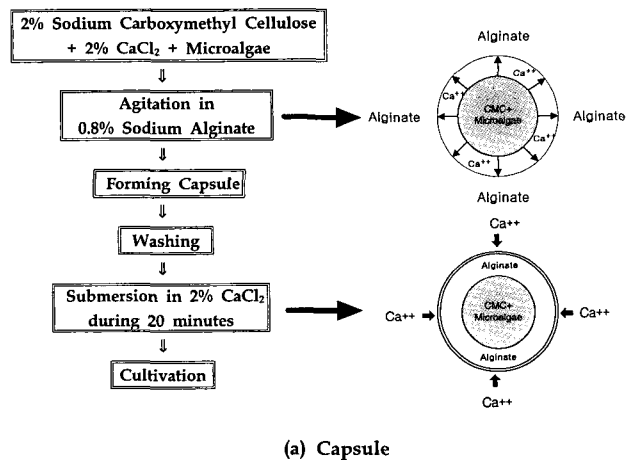 2% Sodium Carboxymethyl Cellulose
+ 2% CaCl₂ + Microalgae
⇓
Agitation in
0.8% Sodium Alginate
⇓
Forming Capsule
⇓
Washing
⇓
Submersion in 2% CaCl₂
during 20 minutes
⇓
Cultivation
Alginate
Ca++
Ca++
Alginate
CMC+
Microalgae
Alginate
Ca++
Ca++
Alginate
Ca++
Alginate
Ca++
CMC+
Microalgae
Ca++
Alginate
Ca++
(a) Capsule